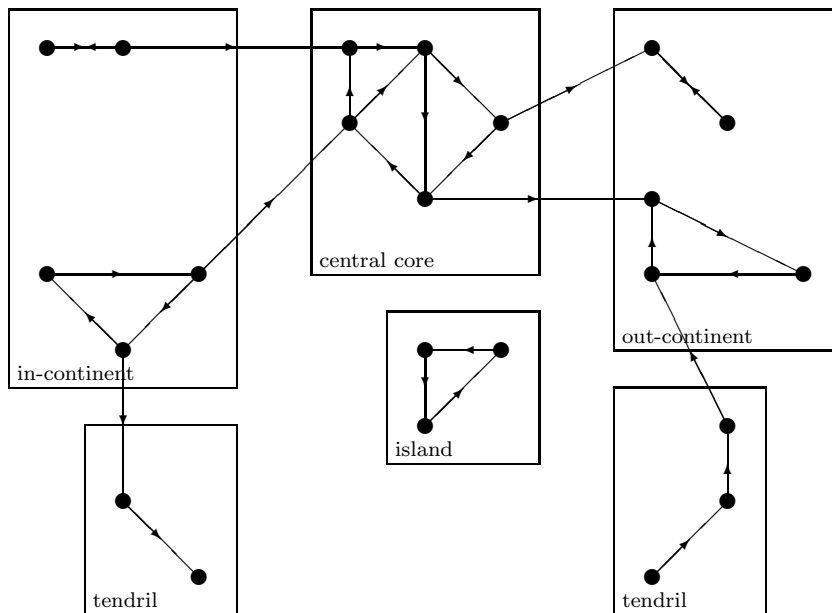 central core
out-continent
in-continent
island
tendril
tendril